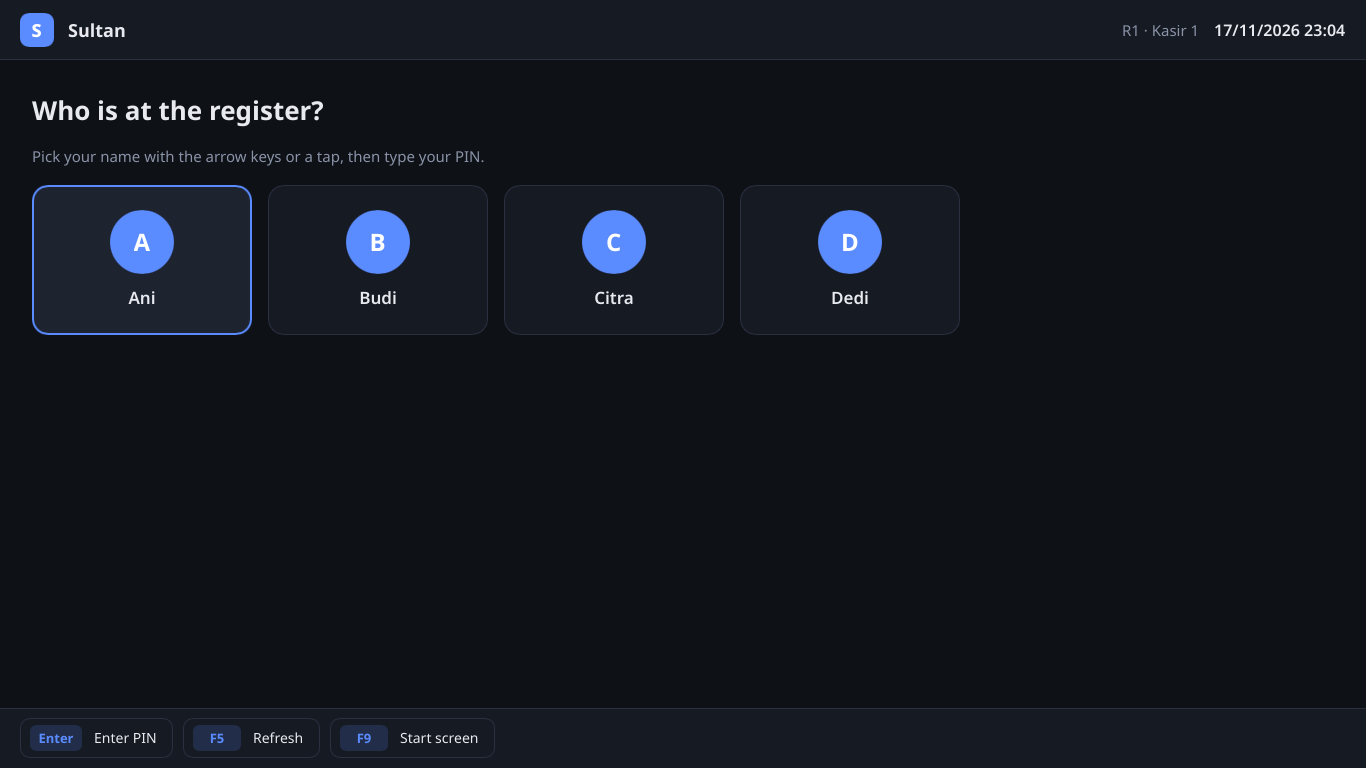 S Sultan R1 · Kasir 1 17/11/2026 23:04
Who is at the register?
Pick your name with the arrow keys or a tap, then type your PIN.
A B C D
Ani Budi Citra Dedi
Enter Enter PIN F5 Refresh F9 Start screen